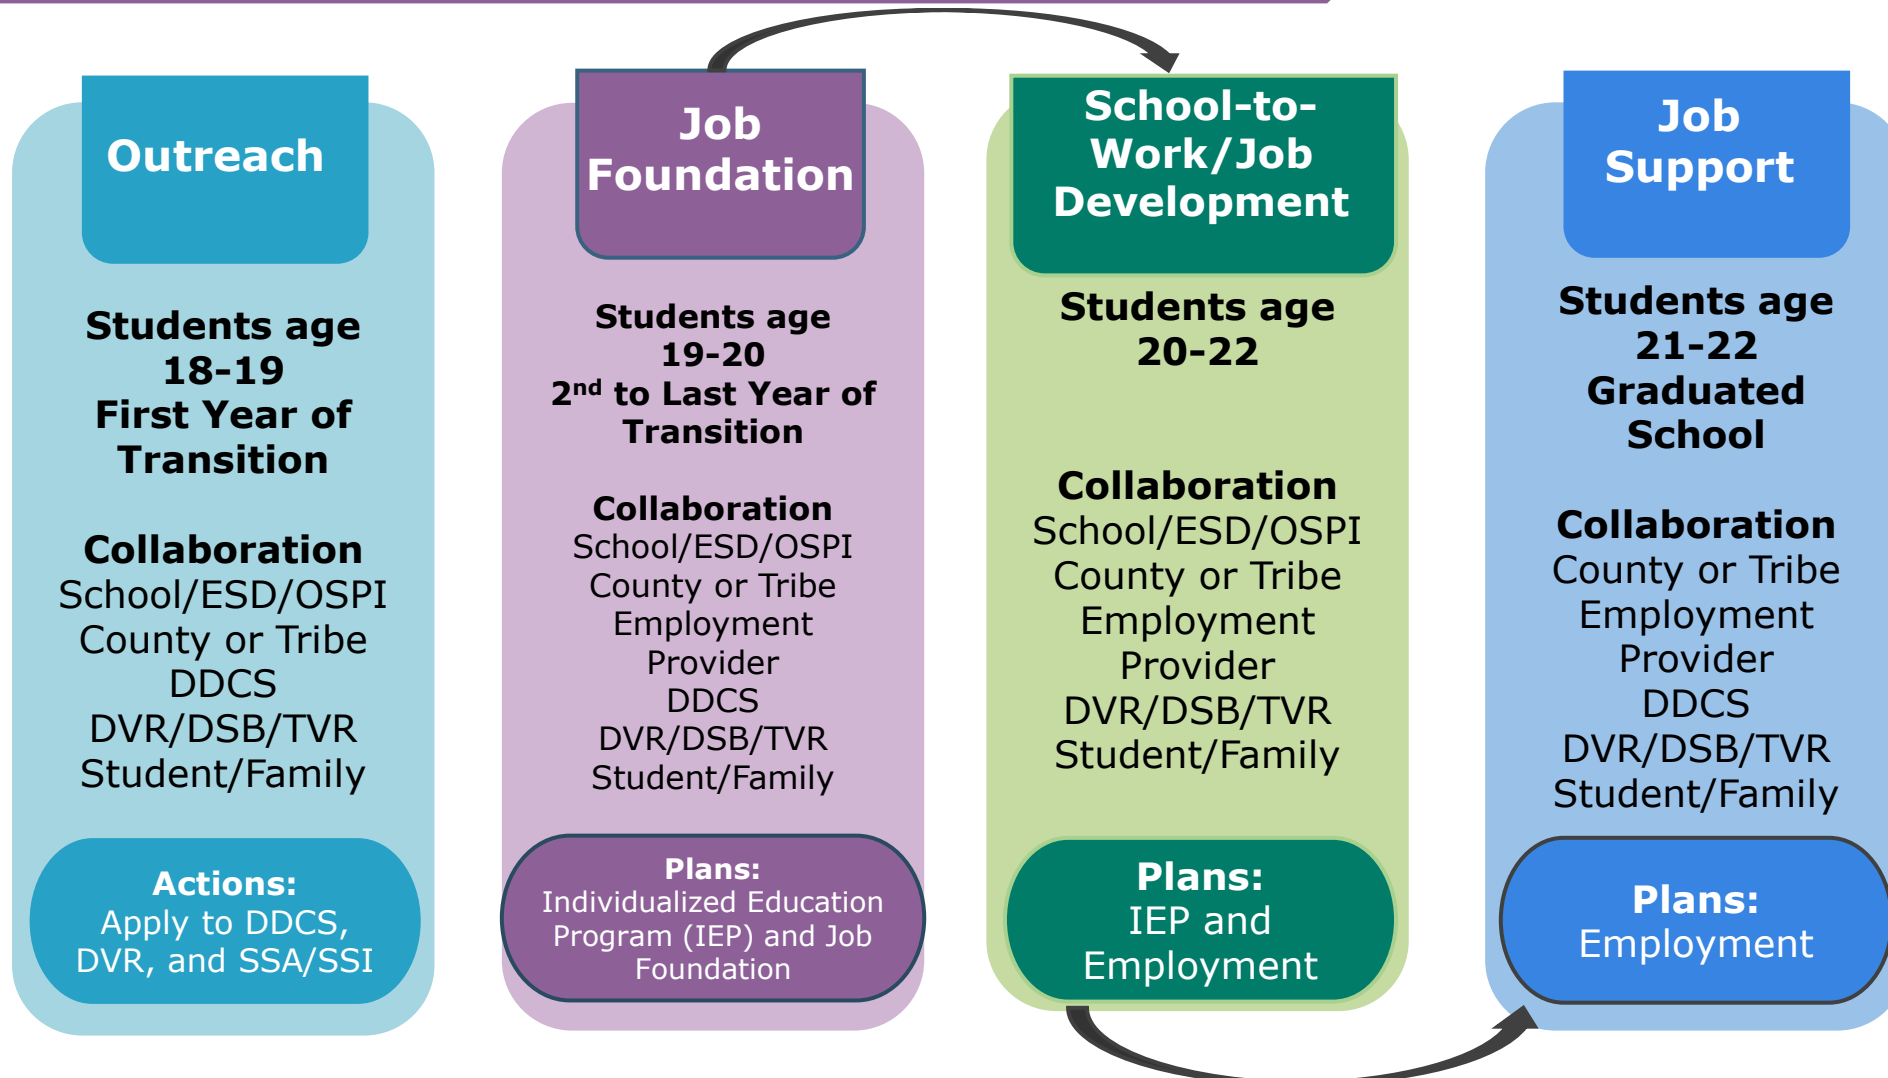 Outreach
Students age
18-19
First Year of
Transition
Collaboration
School/ESD/OSPI
County or Tribe
DDCS
DVR/DSB/TVR
Student/Family
Actions:
Apply to DDCS,
DVR, and SSA/SSI
Job
Foundation
Students age
19-20
2nd to Last Year of
Transition
Collaboration
School/ESD/OSPI
County or Tribe
Employment
Provider
DDCS
DVR/DSB/TVR
Student/Family
Plans:
Individualized Education
Program (IEP) and Job
Foundation
School-to-
Work/Job
Development
Students age
20-22
Collaboration
School/ESD/OSPI
County or Tribe
Employment
Provider
DVR/DSB/TVR
Student/Family
Plans:
IEP and
Employment
Job
Support
Students age
21-22
Graduated
School
Collaboration
County or Tribe
Employment
Provider
DDCS
DVR/DSB/TVR
Student/Family
Plans:
Employment